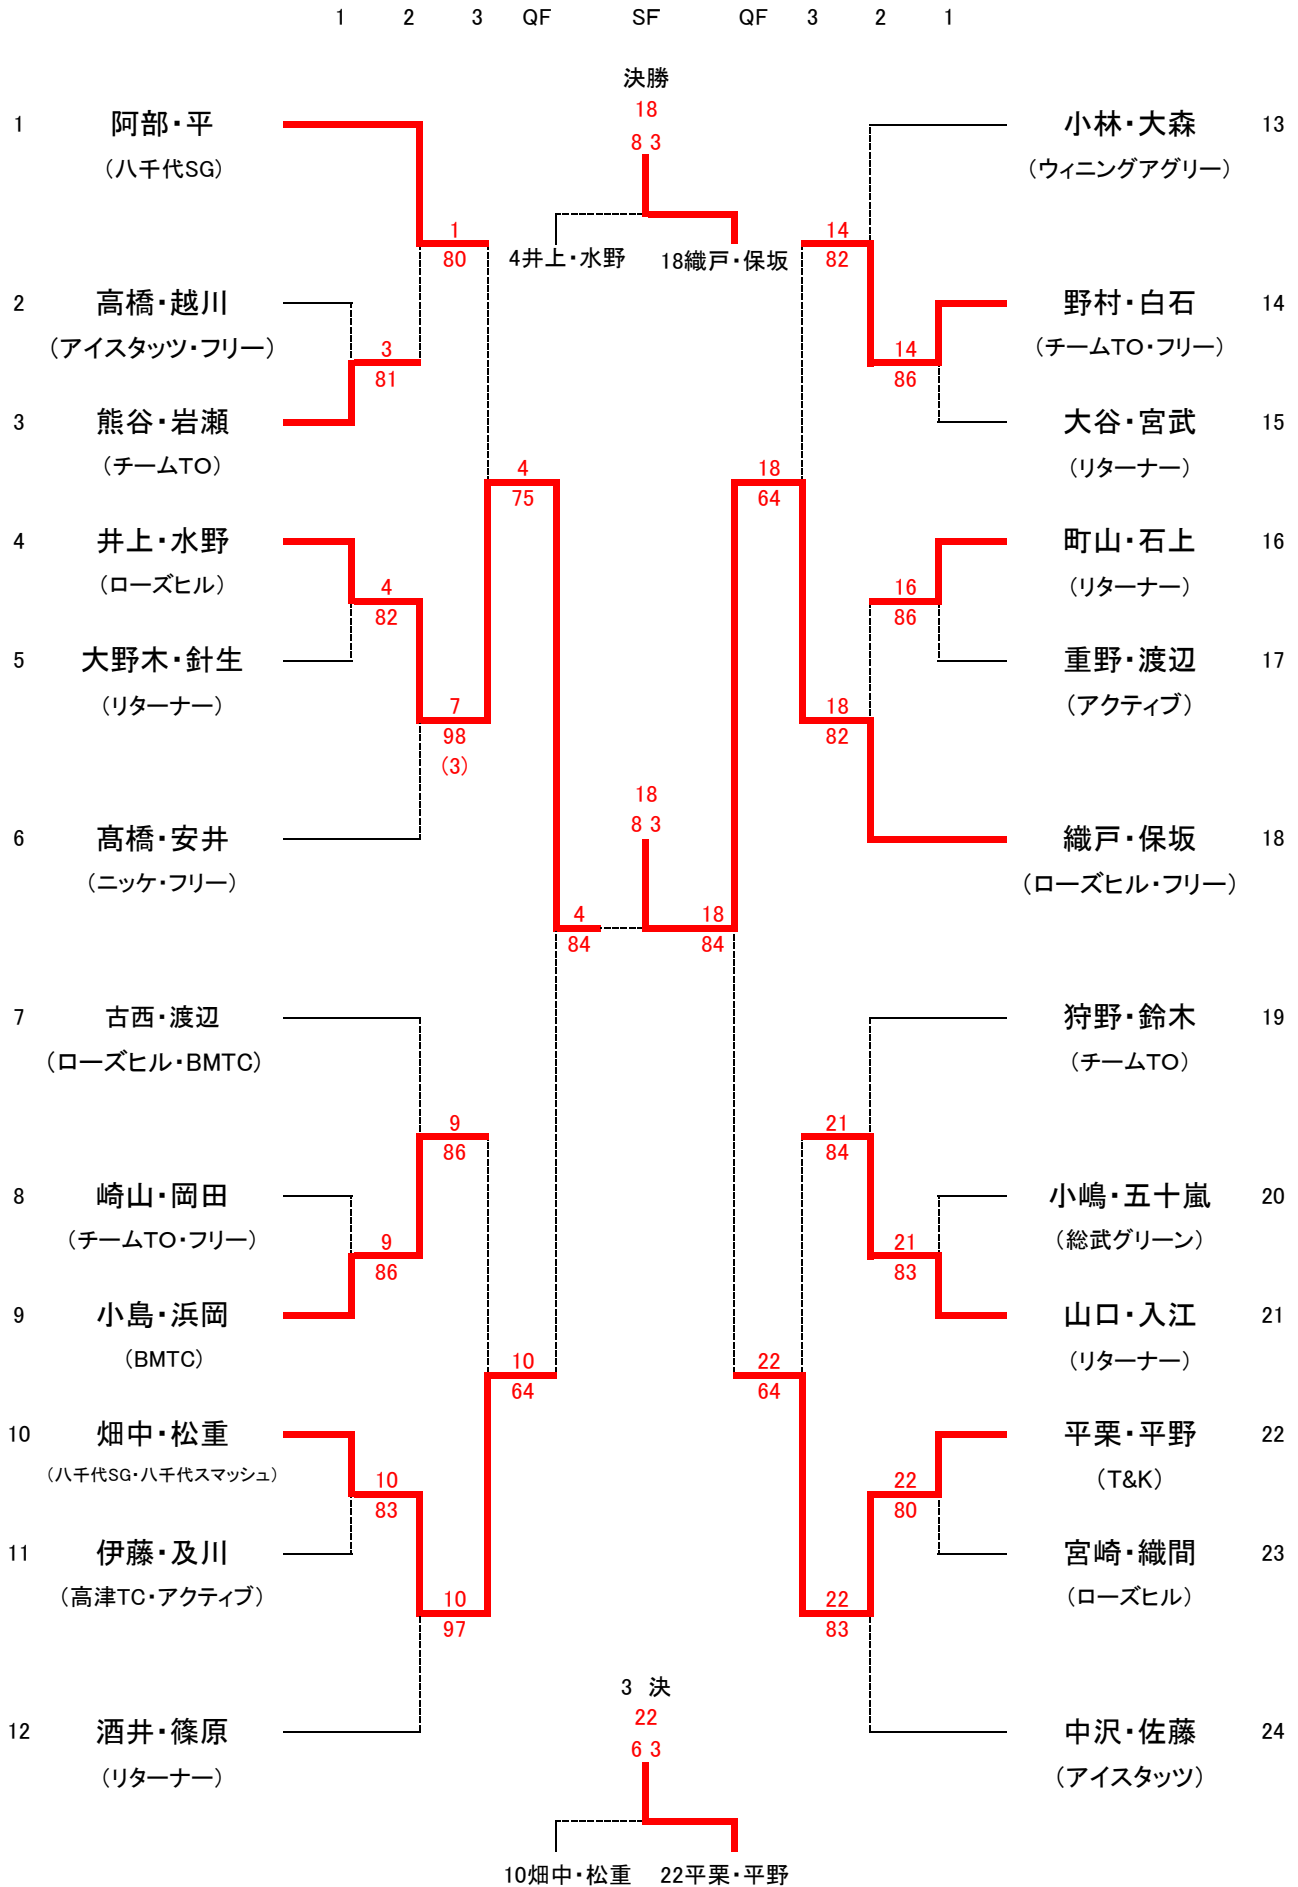 1 2 3 QF SF QF 3 2 1
決勝
18
8 3
4井上・水野 18織戸・保坂
1 阿部・平
（八千代SG）
1
80
2 高橋・越川
（アイスタッツ・フリー）
3
81
3 熊谷・岩瀬
（チームTO）
4
75
4 井上・水野
（ローズヒル）
4
82
5 大野木・針生
（リターナー）
7
98
（3）
6 髙橋・安井
（ニッケ・フリー）
4
84
7 古西・渡辺
（ローズヒル・BMTC）
9
86
8 崎山・岡田
（チームTO・フリー）
9
86
9 小島・浜岡
（BMTC）
10
64
10 畑中・松重
（八千代SG・八千代スマッシュ）
10
83
11 伊藤・及川
（高津TC・アクティブ）
10
97
12 酒井・篠原
（リターナー）
18
8 3
小林・大森 13
（ウィニングアグリー）
14
82
野村・白石 14
（チームTO・フリー）
14
86
大谷・宮武 15
（リターナー）
18
64
町山・石上 16
（リターナー）
16
86
重野・渡辺 17
（アクティブ）
18
82
織戸・保坂 18
（ローズヒル・フリー）
18
84
狩野・鈴木 19
（チームTO）
21
84
小嶋・五十嵐 20
（総武グリーン）
21
83
山口・入江 21
（リターナー）
22
64
平栗・平野 22
（T&K）
22
80
宮崎・織間 23
（ローズヒル）
22
83
中沢・佐藤 24
（アイスタッツ）
3 決
22
6 3
10畑中・松重 22平栗・平野